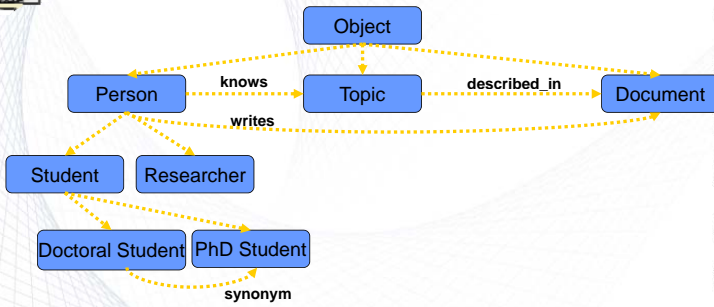 Object
knows
described_in
Person
Topic
Document
writes
Student
Researcher
Doctoral Student
PhD Student
synonym